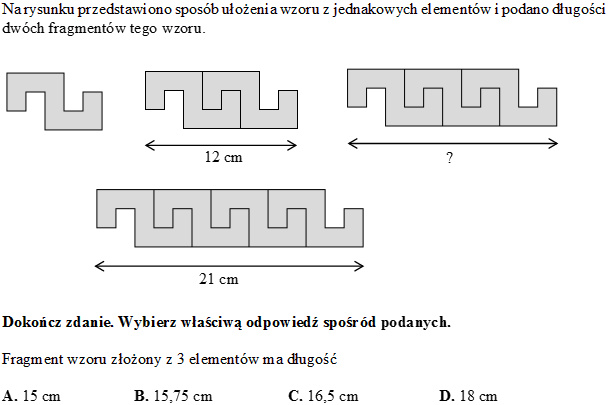 Na rysunku przedstawiono sposób ułożenia wzoru z jednakowych elementów i podano długości
dwóch fragmentów tego wzoru.
12 cm
?
21 cm
Dokończ zdanie. Wybierz właściwą odpowiedź spośród podanych.
Fragment wzoru złożony z 3 elementów ma długość
A. 15 cm B. 15,75 cm C. 16,5 cm D. 18 cm